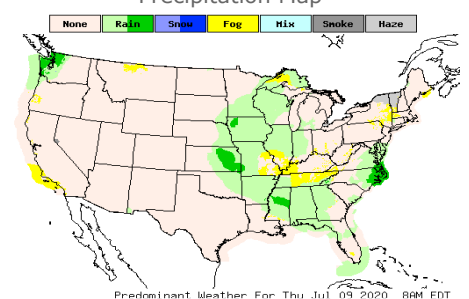 Precipitation Map
None Rain Snow Fog Mix Smoke Haze
Predominant Weather For Thu Jul 09 2020 8AM EDT